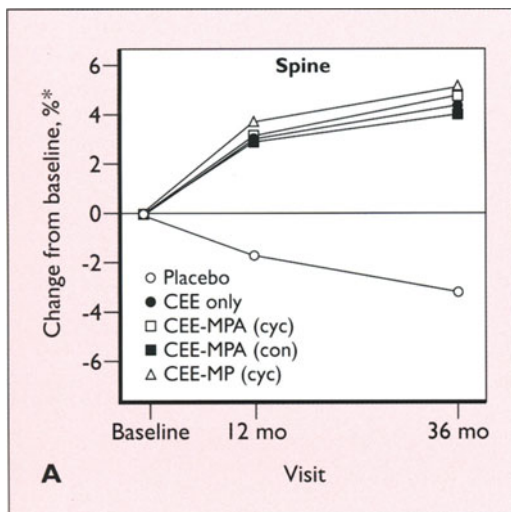 Spine
Change from baseline, %*
6
4
2
0
-2
-4
-6
Placebo
CEE only
CEE-MPA (cyc)
CEE-MPA (con)
CEE-MP (cyc)
Baseline 12 mo 36 mo
A Visit